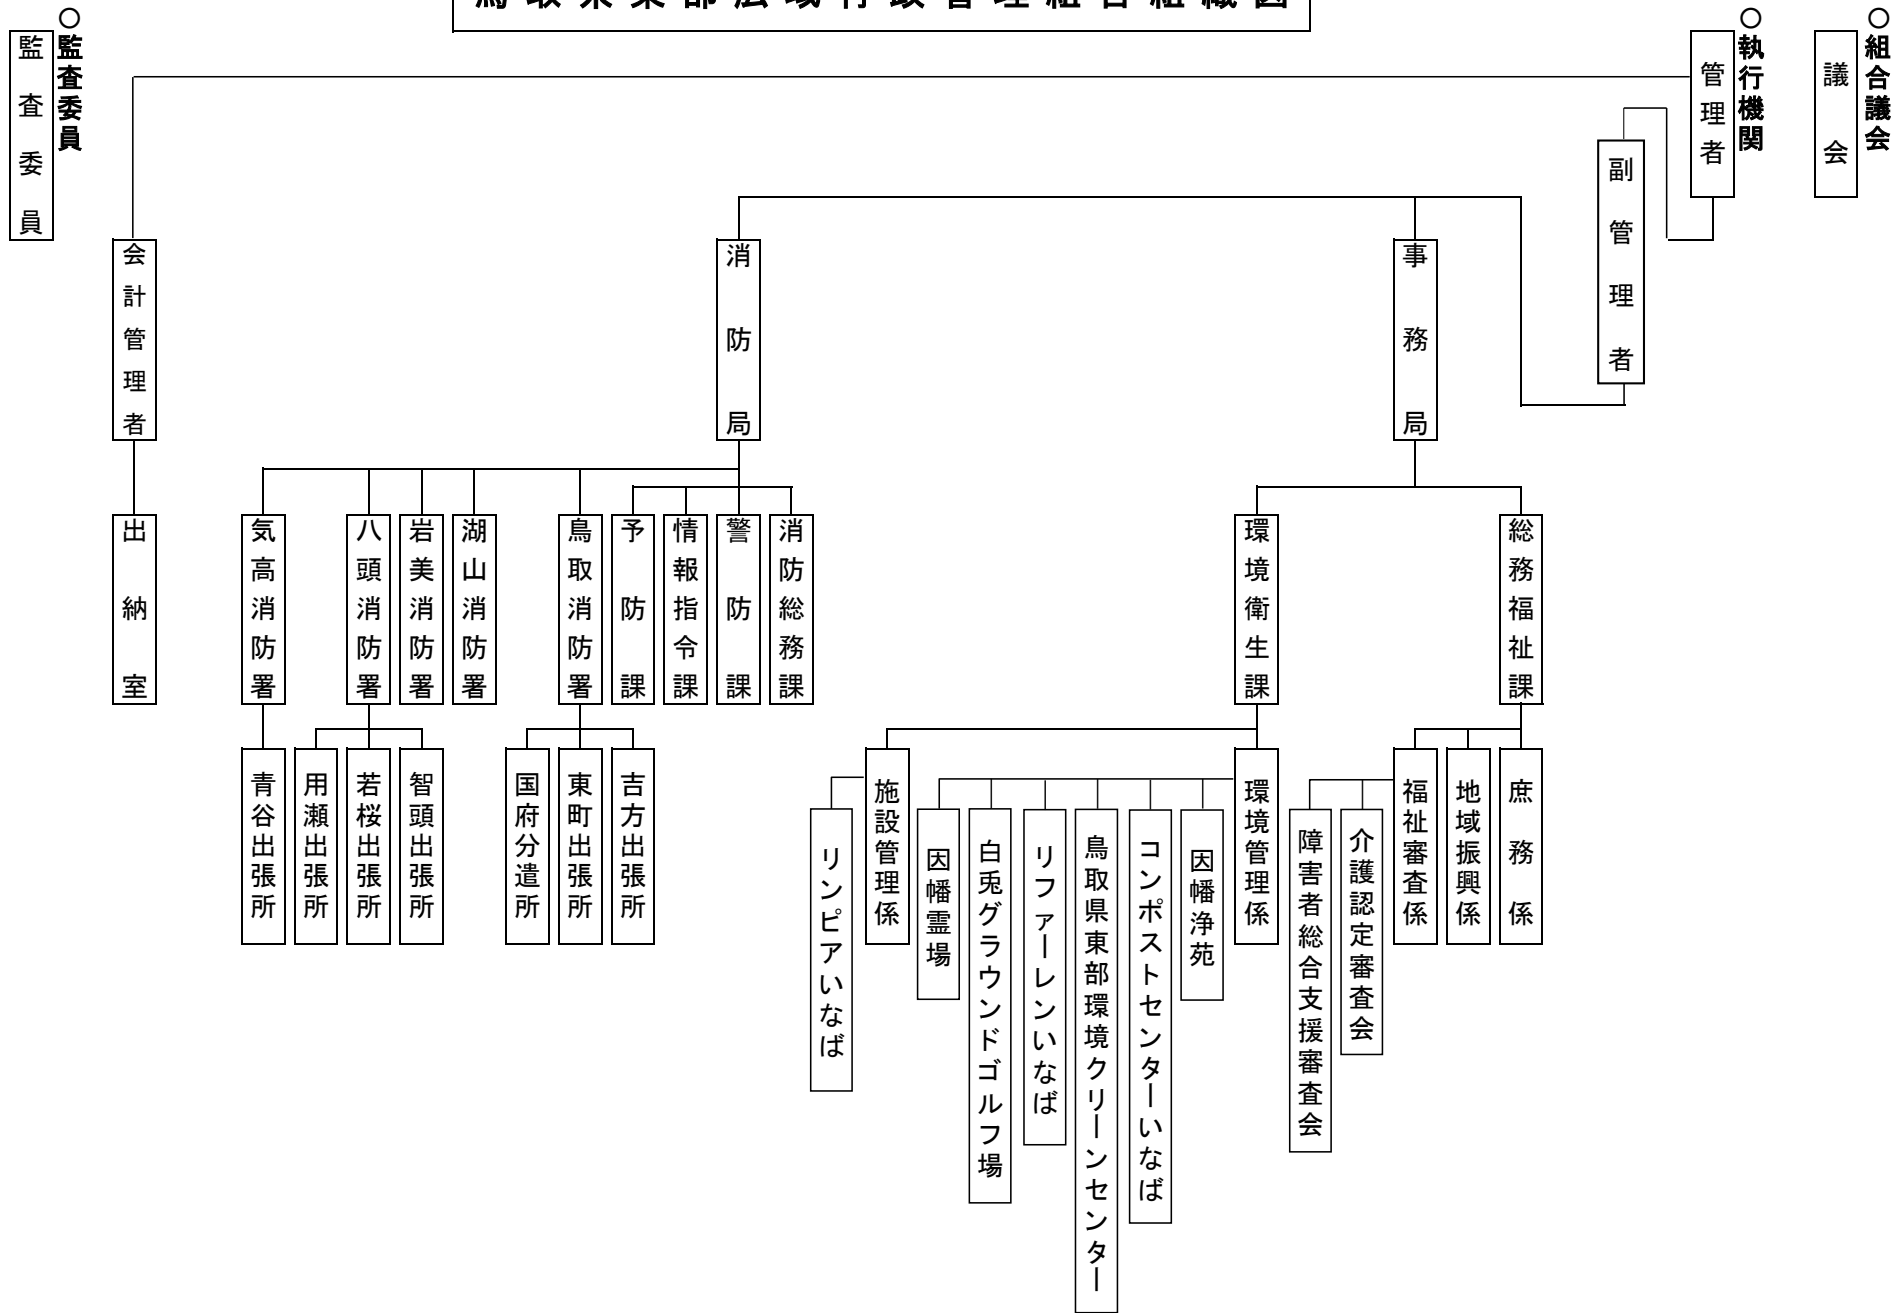 鳥取県東部広域行政管理組合組織図
○組合議会
議会
○執行機関
管理者
副管理者
事務局
総務福祉課
庶務係
地域振興係
福祉審査係
介護認定審査会
障害者総合支援審査会
環境衛生課
環境管理係
因幡浄苑
コンポストセンターいなば
鳥取県東部環境クリーンセンター
リファーレンいなば
白兎グラウンドゴルフ場
因幡霊場
施設管理係
リンピアいなば
消防局
消防総務課
警防課
情報指令課
予防課
鳥取消防署
吉方出張所
東町出張所
国府分遣所
湖山消防署
岩美消防署
八頭消防署
智頭出張所
若桜出張所
用瀬出張所
気高消防署
青谷出張所
会計管理者
出納室
○監査委員
監査委員